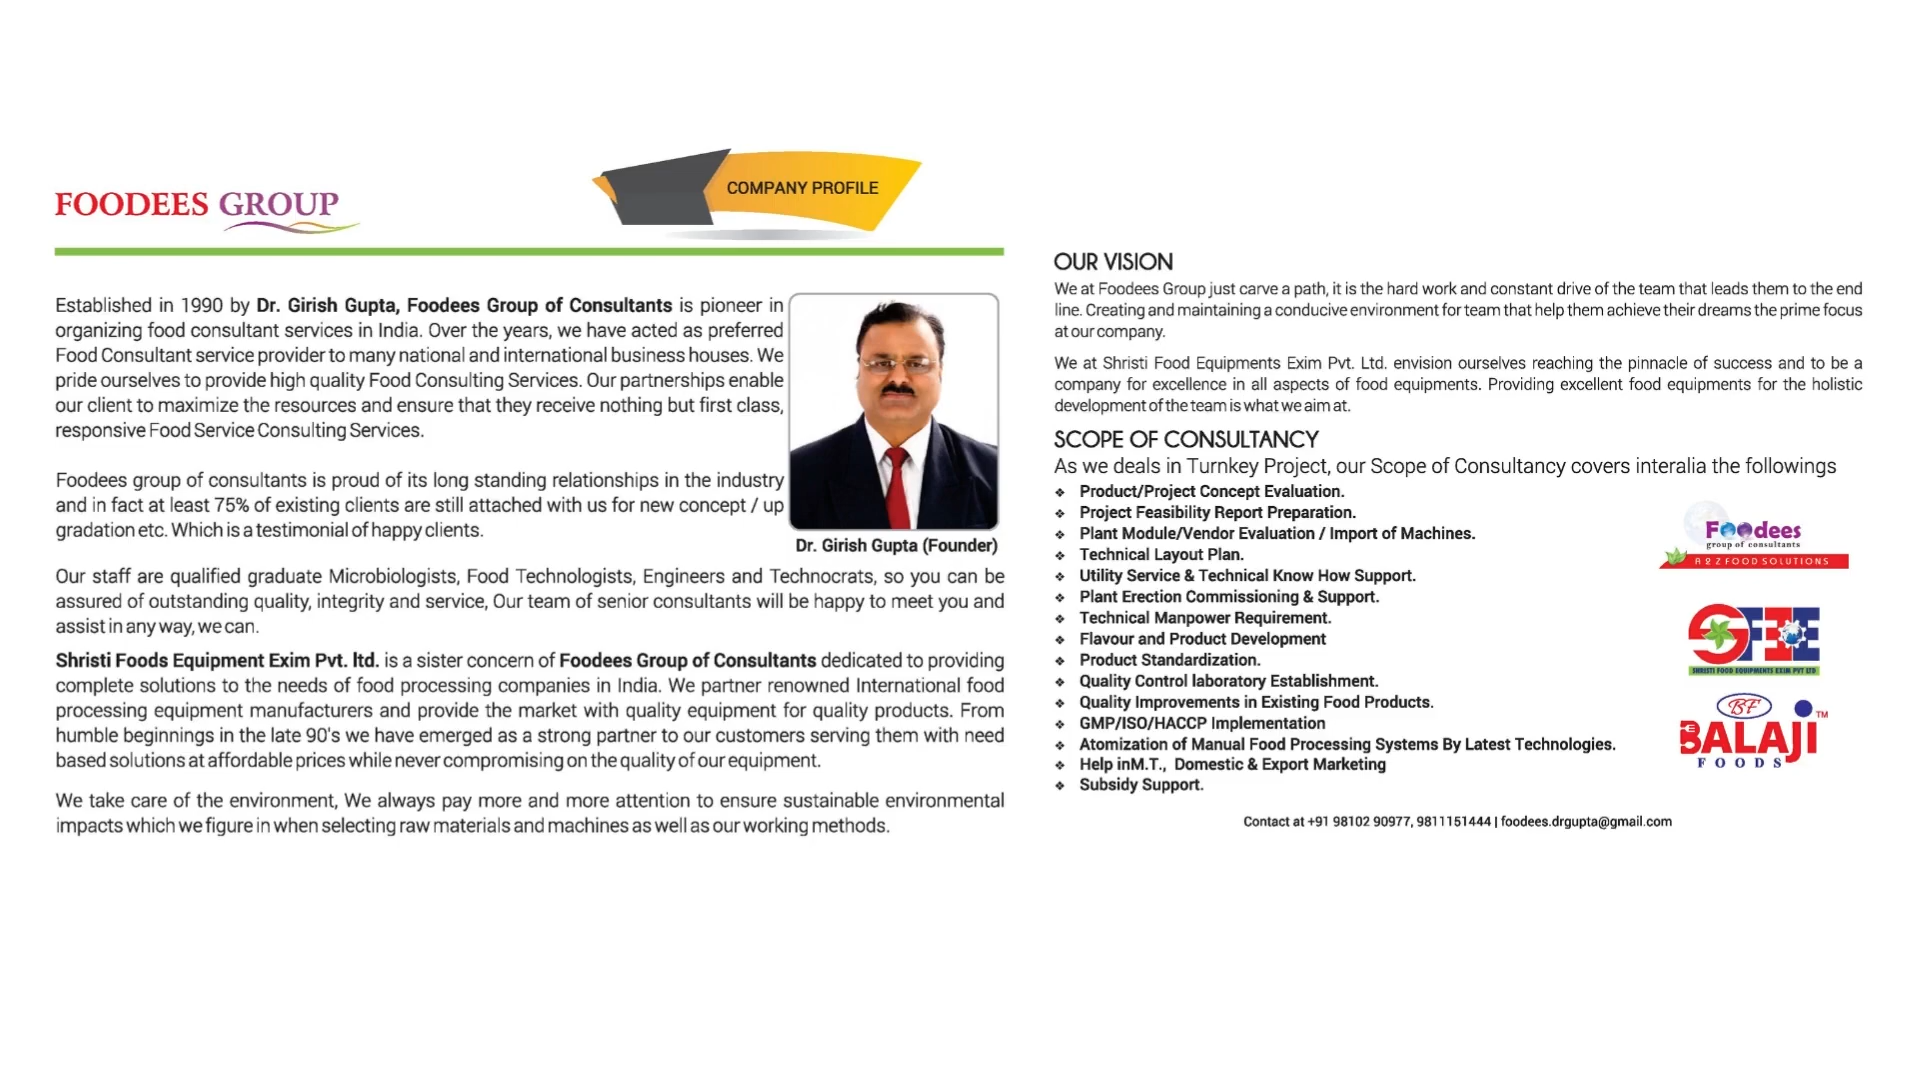 FOODEES GROUP
COMPANY PROFILE
Established in 1990 by Dr. Girish Gupta, Foodees Group of Consultants is pioneer in
organizing food consultant services in India. Over the years, we have acted as preferred
Food Consultant service provider to many national and international business houses. We
pride ourselves to provide high quality Food Consulting Services. Our partnerships enable
our client to maximize the resources and ensure that they receive nothing but first class,
responsive Food Service Consulting Services.
Foodees group of consultants is proud of its long standing relationships in the industry
and in fact at least 75% of existing clients are still attached with us for new concept / up
gradation etc. Which is a testimonial of happy clients.
Dr. Girish Gupta (Founder)
Our staff are qualified graduate Microbiologists, Food Technologists, Engineers and Technocrats, so you can be
assured of outstanding quality, integrity and service, Our team of senior consultants will be happy to meet you and
assist in any way, we can.
Shristi Foods Equipment Exim Pvt. ltd. is a sister concern of Foodees Group of Consultants dedicated to providing
complete solutions to the needs of food processing companies in India. We partner renowned International food
processing equipment manufacturers and provide the market with quality equipment for quality products. From
humble beginnings in the late 90's we have emerged as a strong partner to our customers serving them with need
based solutions at affordable prices while never compromising on the quality of our equipment.
We take care of the environment, We always pay more and more attention to ensure sustainable environmental
impacts which we figure in when selecting raw materials and machines as well as our working methods.
OUR VISION
We at Foodees Group just carve a path, it is the hard work and constant drive of the team that leads them to the end
line. Creating and maintaining a conducive environment for team that help them achieve their dreams the prime focus
at our company.
We at Shristi Food Equipments Exim Pvt. Ltd. envision ourselves reaching the pinnacle of success and to be a
company for excellence in all aspects of food equipments. Providing excellent food equipments for the holistic
development of the team is what we aim at.
SCOPE OF CONSULTANCY
As we deals in Turnkey Project, our Scope of Consultancy covers interalia the followings
❖ Product/Project Concept Evaluation.
❖ Project Feasibility Report Preparation.
❖ Plant Module/Vendor Evaluation / Import of Machines.
❖ Technical Layout Plan.
❖ Utility Service & Technical Know How Support.
❖ Plant Erection Commissioning & Support.
❖ Technical Manpower Requirement.
❖ Flavour and Product Development
❖ Product Standardization.
❖ Quality Control laboratory Establishment.
❖ Quality Improvements in Existing Food Products.
❖ GMP/ISO/HACCP Implementation
❖ Atomization of Manual Food Processing Systems By Latest Technologies.
❖ Help inM.T., Domestic & Export Marketing
❖ Subsidy Support.
Foodees
group of consultants
A 2 Z FOOD SOLUTIONS
SFEE
SHRISTI FOOD EQUIPMENTS EXIM PVT LTD
BF
BALAJI TM
FOODS
Contact at +91 98102 90977, 9811151444 | foodees.drgupta@gmail.com